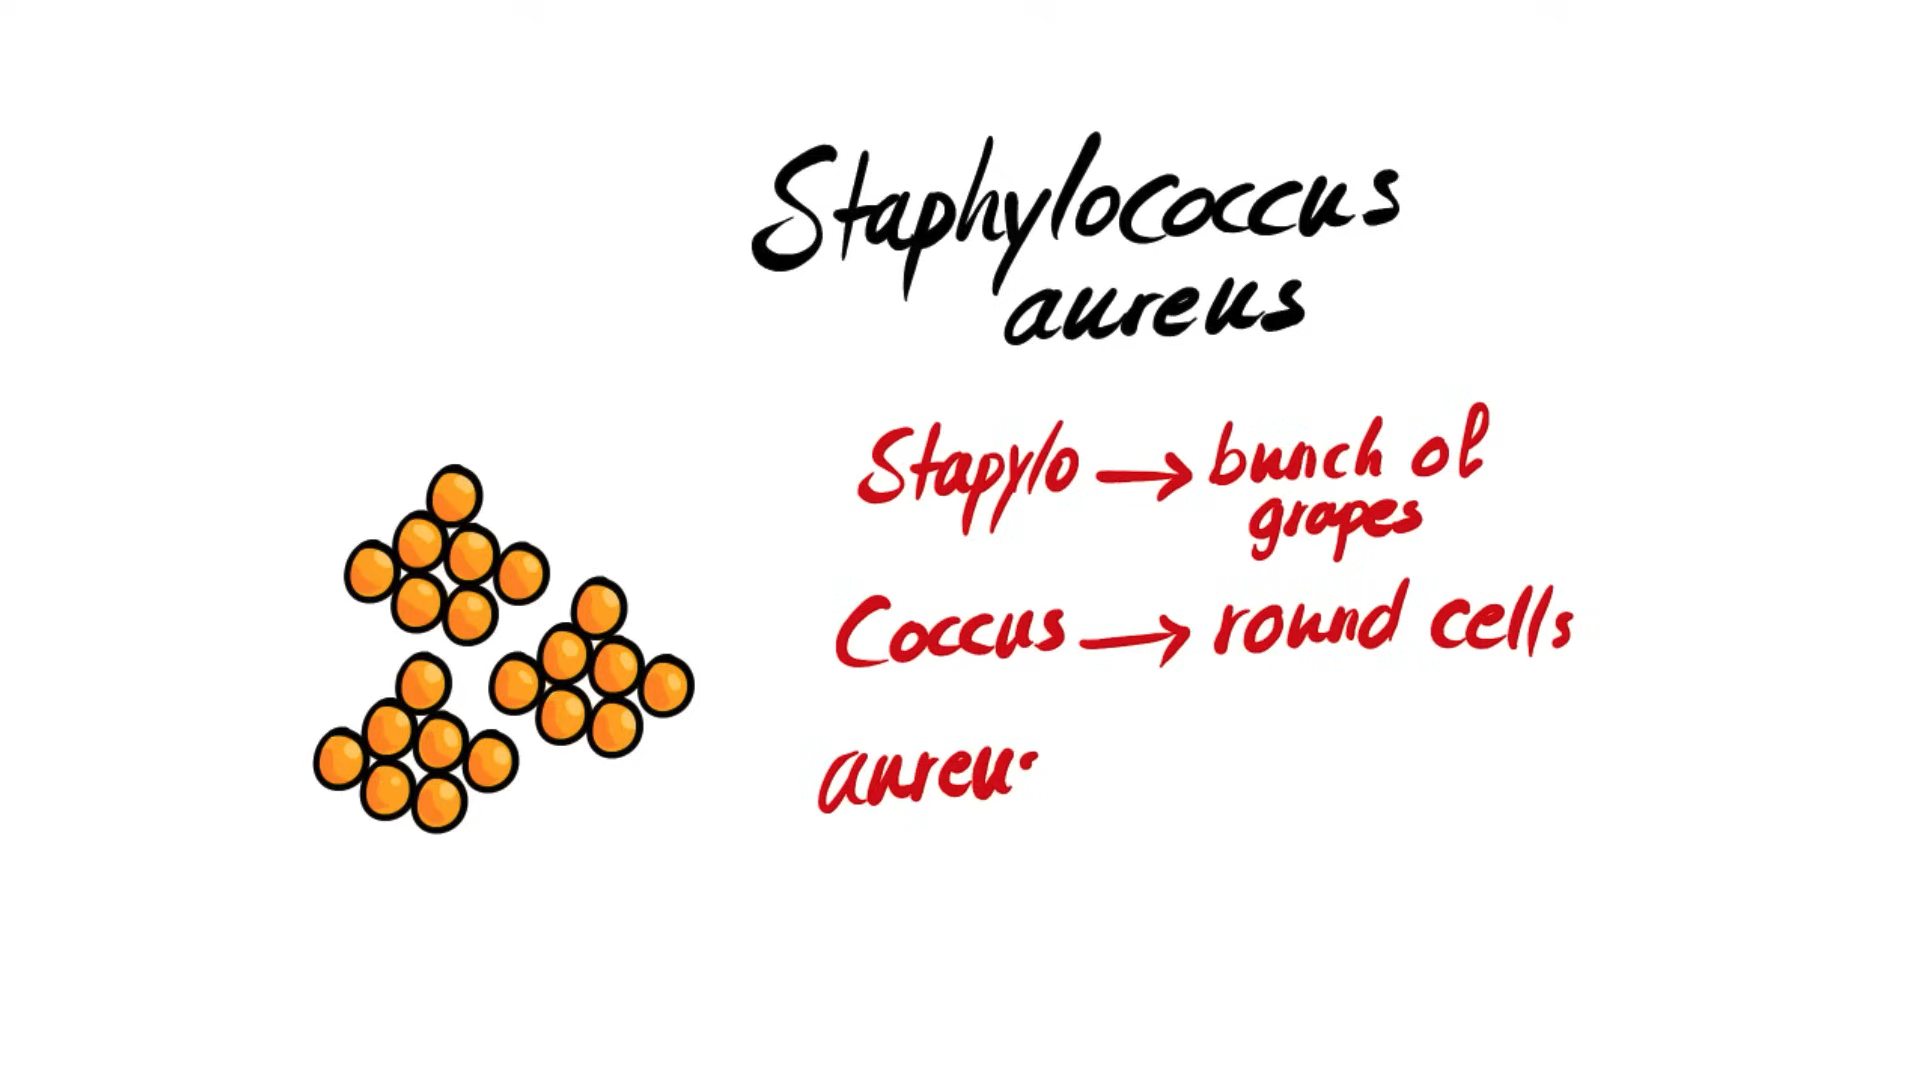 Staphylococcus
aureus
Stapylo → bunch of
grapes
Coccus → round cells
aureu